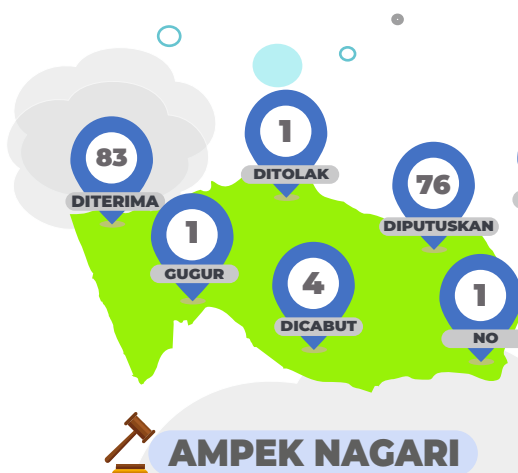 83
DITERIMA
1
DITOLAK
76
DIPUTUSKAN
1
GUGUR
4
DICABUT
1
NO
AMPEK NAGARI